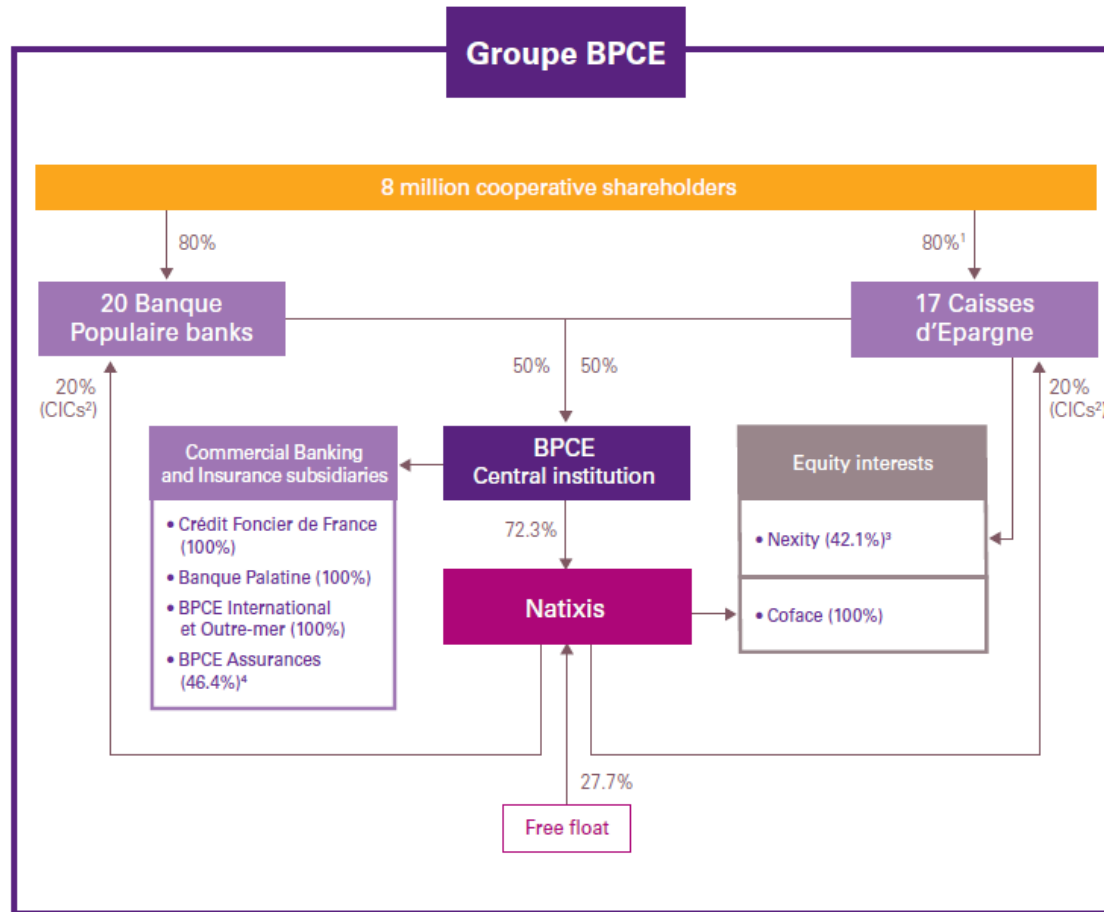 Groupe BPCE
8 million cooperative shareholders
80%
80%¹
20 Banque
Populaire banks
17 Caisses
d'Epargne
50%
50%
20%
(CICs²)
20%
(CICs²)
Commercial Banking
and Insurance subsidiaries
• Crédit Foncier de France
(100%)
• Banque Palatine (100%)
• BPCE International
et Outre-mer (100%)
• BPCE Assurances
(46.4%)⁴
BPCE
Central institution
72.3%
Natixis
Equity interests
• Nexity (42.1%)³
• Coface (100%)
27.7%
Free float